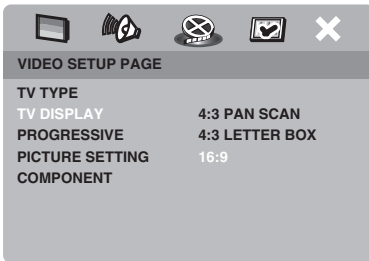 VIDEO SETUP PAGE
TV TYPE
TV DISPLAY 4:3 PAN SCAN
PROGRESSIVE 4:3 LETTER BOX
PICTURE SETTING 16:9
COMPONENT